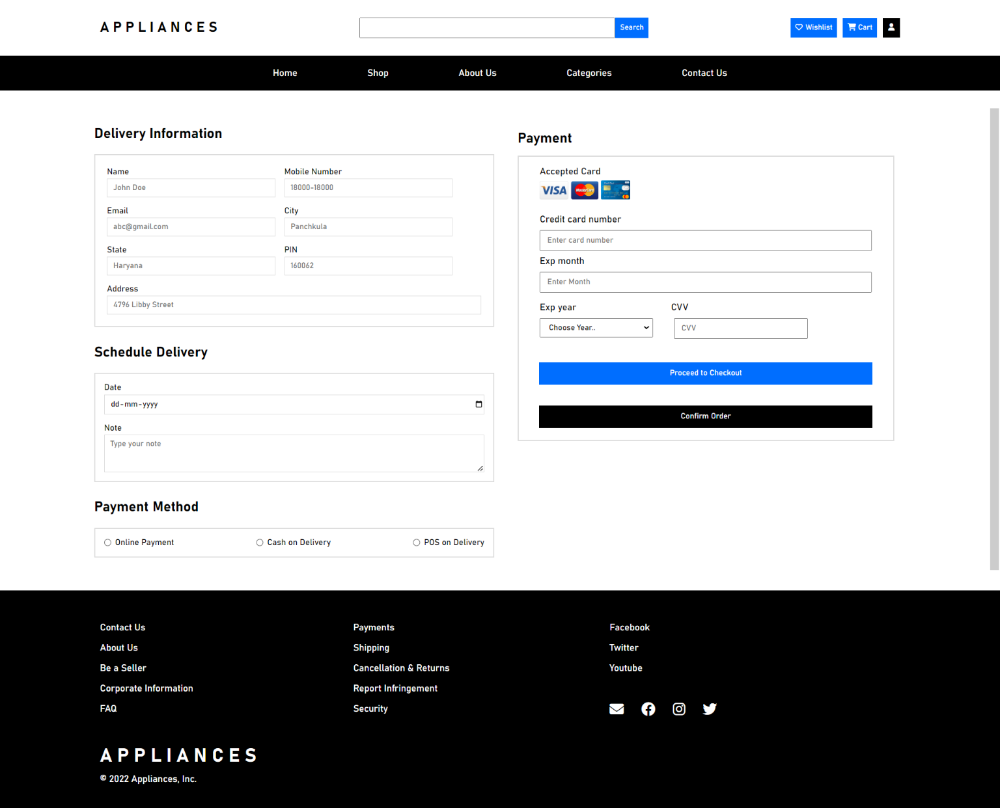 APPLIANCES
Search
Wishlist
Cart
Home
Shop
About Us
Categories
Contact Us
Delivery Information
Name
Mobile Number
John Doe
18000-18000
Email
City
abc@gmail.com
Panchkula
State
PIN
Haryana
160062
Address
4796 Libby Street
Schedule Delivery
Date
dd-mm-yyyy
Note
Type your note
Payment Method
Online Payment
Cash on Delivery
POS on Delivery
Payment
Accepted Card
VISA
MasterCard
Credit card number
Enter card number
Exp month
Enter Month
Exp year
CVV
Choose Year..
CVV
Proceed to Checkout
Confirm Order
Contact Us
About Us
Be a Seller
Corporate Information
FAQ
Payments
Shipping
Cancellation & Returns
Report Infringement
Security
Facebook
Twitter
Youtube
APPLIANCES
© 2022 Appliances, Inc.